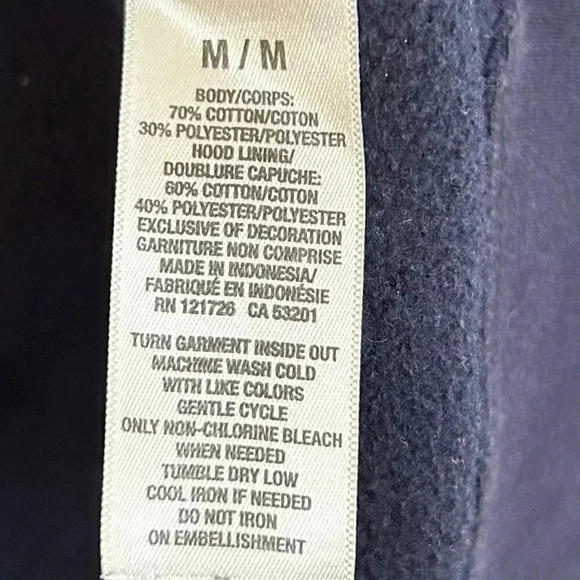 M / M
BODY/CORPS:
70% COTTON/COTON
30% POLYESTER/POLYESTER
HOOD LINING/
DOUBLURE CAPUCHE:
60% COTTON/COTON
40% POLYESTER/POLYESTER
EXCLUSIVE OF DECORATION
GARNITURE NON COMPRISE
MADE IN INDONESIA/
FABRIQUÉ EN INDONÉSIE
RN 121726 CA 53201
TURN GARMENT INSIDE OUT
MACHINE WASH COLD
WITH LIKE COLORS
GENTLE CYCLE
ONLY NON-CHLORINE BLEACH
WHEN NEEDED
TUMBLE DRY LOW
COOL IRON IF NEEDED
DO NOT IRON
ON EMBELLISHMENT